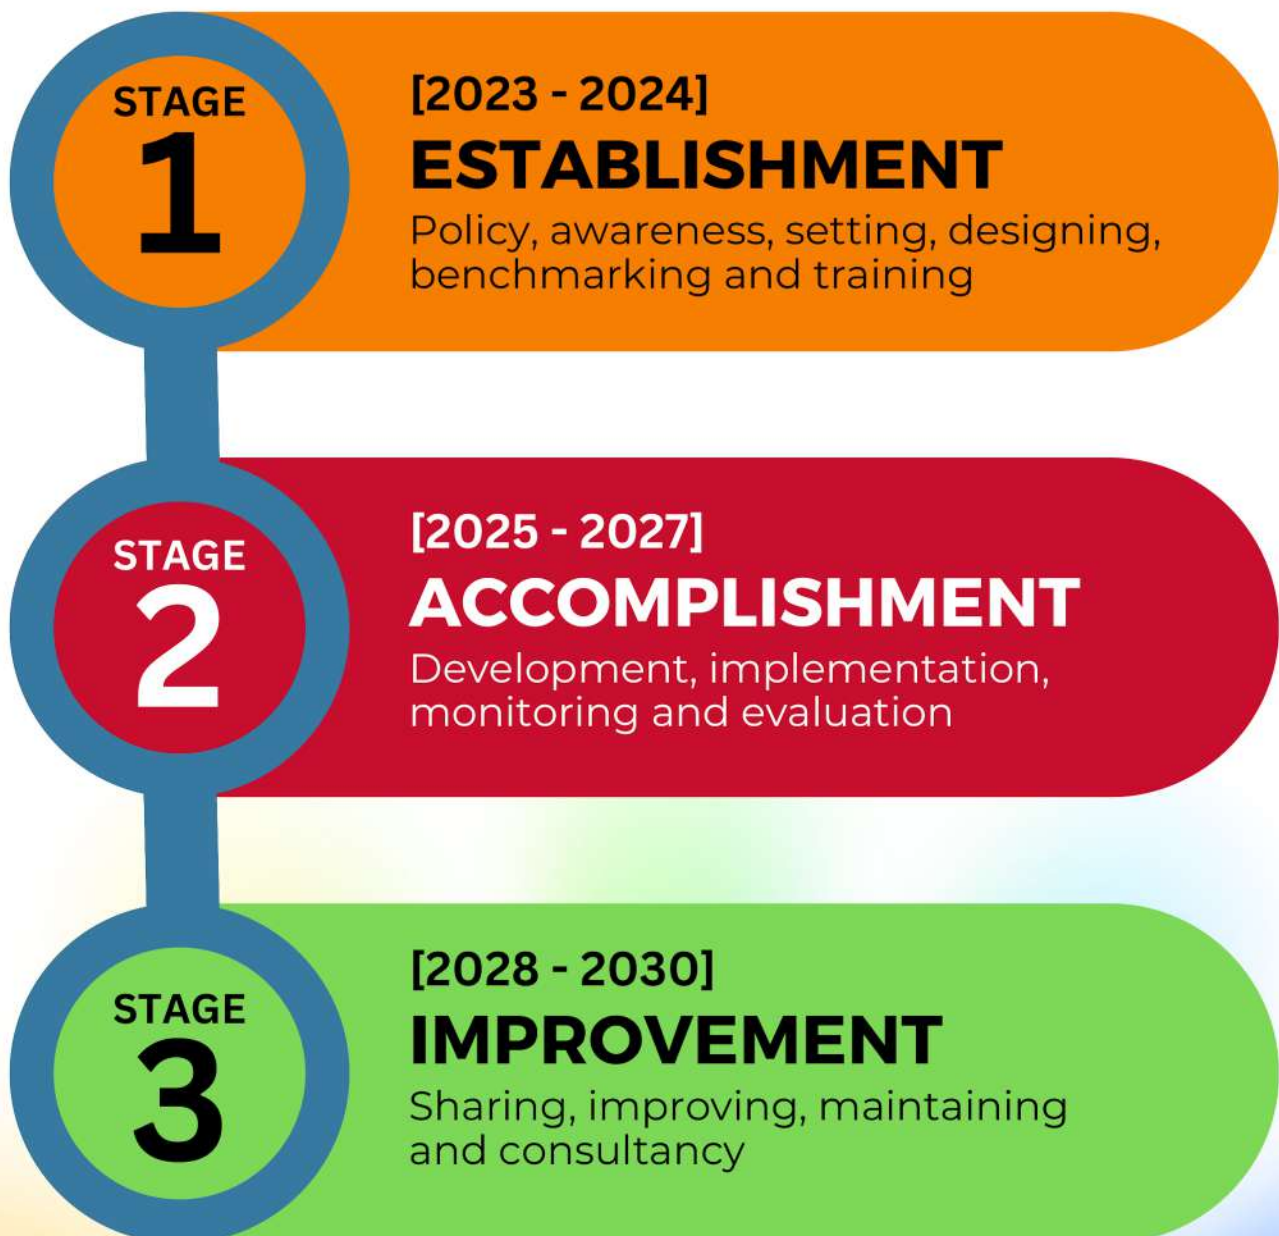 STAGE
1
[2023 - 2024]
ESTABLISHMENT
Policy, awareness, setting, designing,
benchmarking and training
STAGE
2
[2025 - 2027]
ACCOMPLISHMENT
Development, implementation,
monitoring and evaluation
STAGE
3
[2028 - 2030]
IMPROVEMENT
Sharing, improving, maintaining
and consultancy